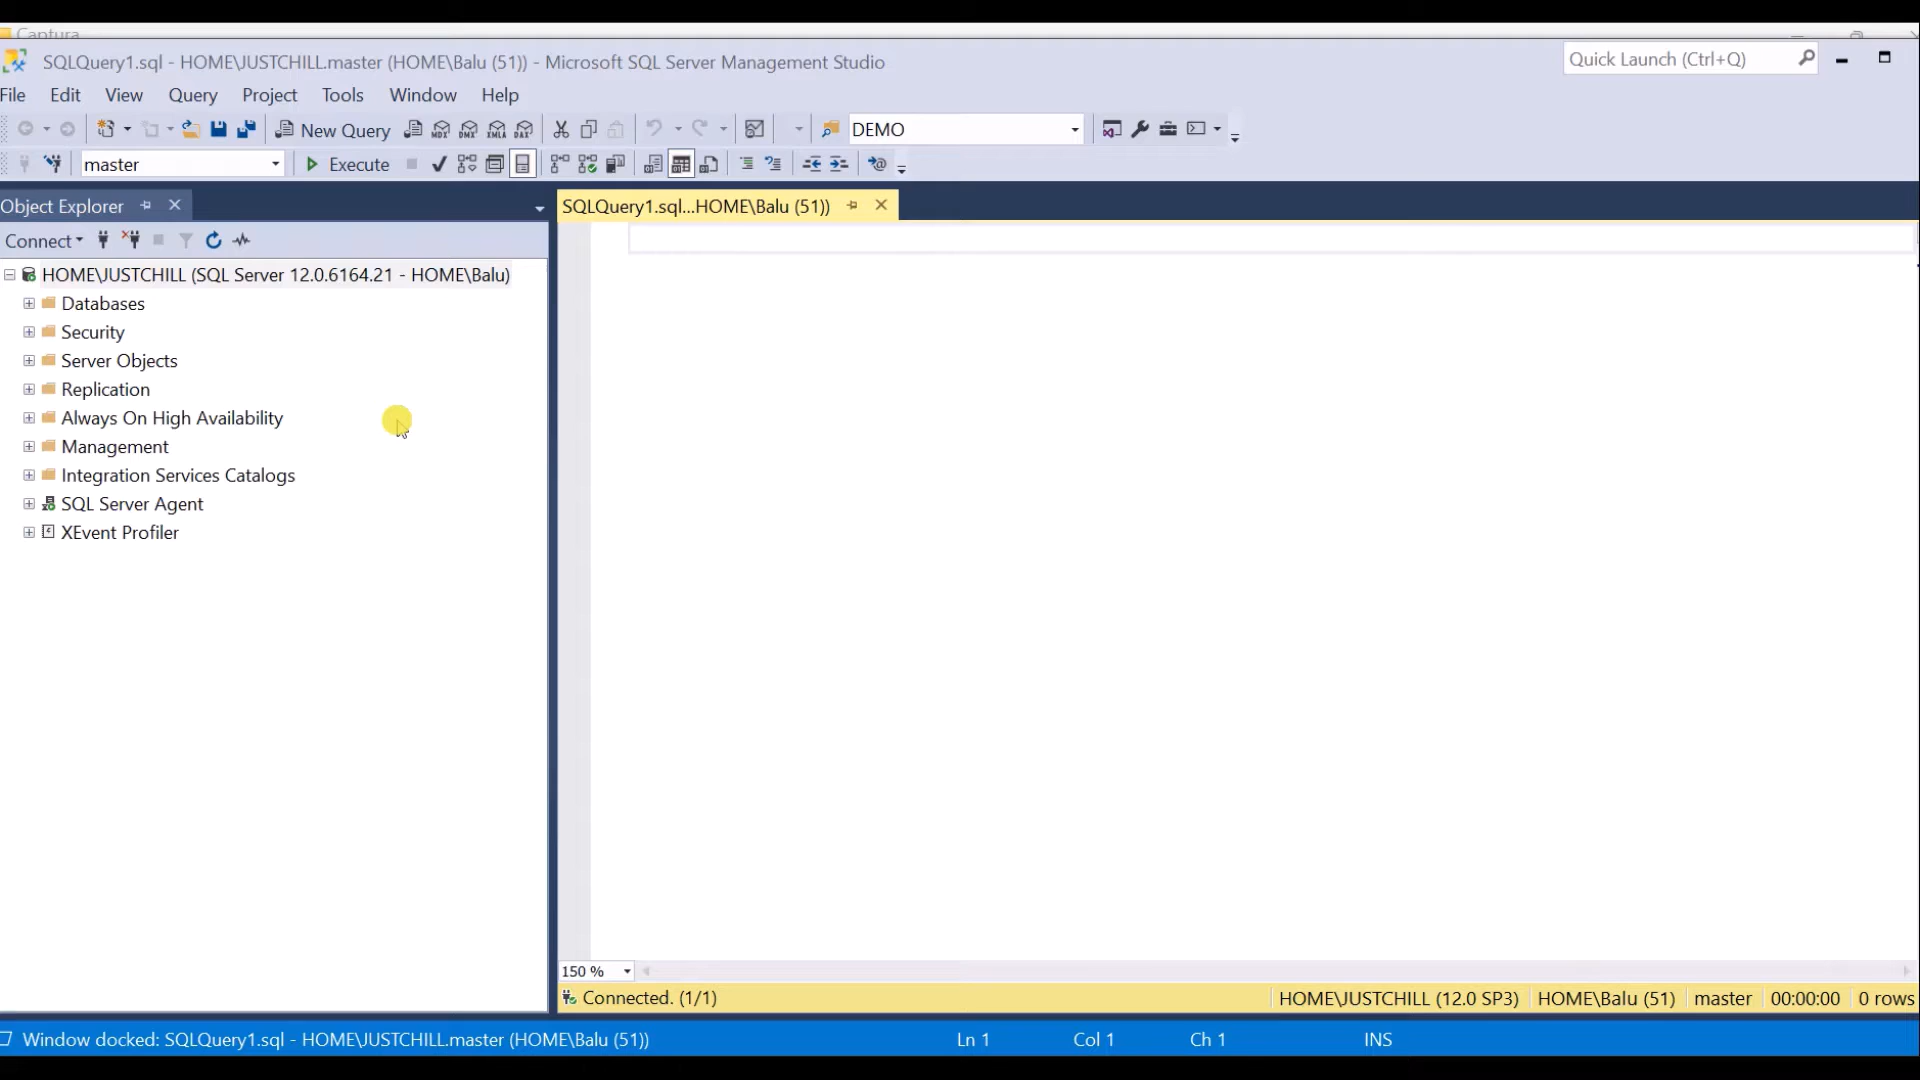 Captura
SQLQuery1.sql - HOME\JUSTCHILL.master (HOME\Balu (51)) - Microsoft SQL Server Management Studio
Quick Launch (Ctrl+Q)
File Edit View Query Project Tools Window Help
New Query MDX DMX XMLA DAX DEMO
master Execute
Object Explorer
SQLQuery1.sql...HOME\Balu (51))
Connect
HOME\JUSTCHILL (SQL Server 12.0.6164.21 - HOME\Balu)
Databases
Security
Server Objects
Replication
Always On High Availability
Management
Integration Services Catalogs
SQL Server Agent
XEvent Profiler
150 %
Connected. (1/1) HOME\JUSTCHILL (12.0 SP3) HOME\Balu (51) master 00:00:00 0 rows
Window docked: SQLQuery1.sql - HOME\JUSTCHILL.master (HOME\Balu (51)) Ln 1 Col 1 Ch 1 INS